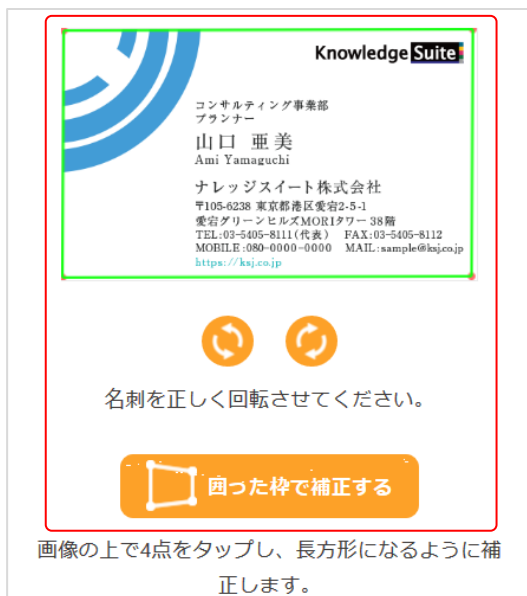 Knowledge Suite
コンサルティング事業部
プランナー
山口 亜美
Ami Yamaguchi
ナレッジスイート株式会社
〒105-6238 東京都港区愛宕2-5-1
愛宕グリーンヒルズMORIタワー 38階
TEL:03-5405-8111(代表) FAX:03-5405-8112
MOBILE:080-0000-0000 MAIL:sample@ksj.co.jp
https://ksj.co.jp
名刺を正しく回転させてください。
囲った枠で補正する
画像の上で4点をタップし、長方形になるように補
正します。